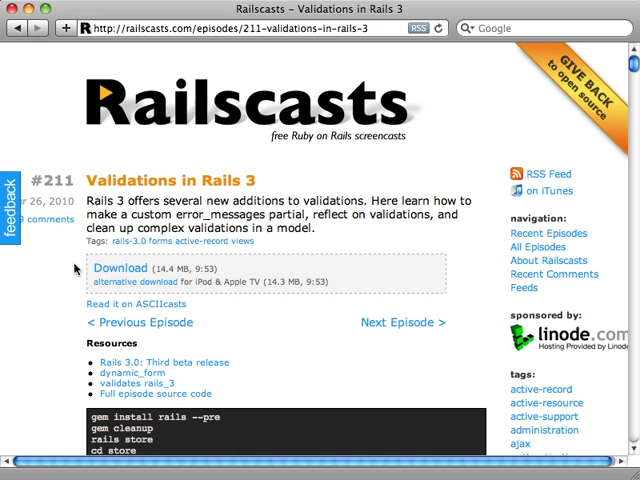 Railscasts – Validations in Rails 3
http://railscasts.com/episodes/211-validations-in-rails-3
RSS
Google
GIVE BACK
to open source
Railscasts
free Ruby on Rails screencasts
feedback
#211
26, 2010
comments
Validations in Rails 3
Rails 3 offers several new additions to validations. Here learn how to
make a custom error_messages partial, reflect on validations, and
clean up complex validations in a model.
Tags: rails-3.0 forms active-record views
Download (14.4 MB, 9:53)
alternative download for iPod & Apple TV (14.3 MB, 9:53)
Read it on ASCIIcasts
< Previous Episode
Next Episode >
Resources
Rails 3.0: Third beta release
dynamic_form
validates rails_3
Full episode source code
gem install rails --pre
gem cleanup
rails store
cd store
RSS Feed
on iTunes
navigation:
Recent Episodes
All Episodes
About Railscasts
Recent Comments
Feeds
sponsored by:
linode.com
Hosting Provided by Linode
tags:
active-record
active-resource
active-support
administration
ajax